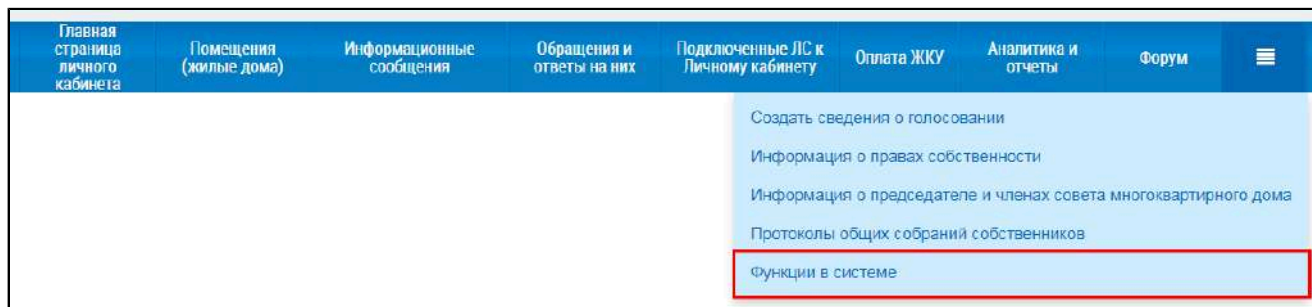 Главная
страница
личного
кабинета
Помещения
(жилые дома)
Информационные
сообщения
Обращения и
ответы на них
Подключенные ЛС к
Личному кабинету
Оплата ЖКУ
Аналитика и
отчеты
Форум
Создать сведения о голосовании
Информация о правах собственности
Информация о председателе и членах совета многоквартирного дома
Протоколы общих собраний собственников
Функции в системе